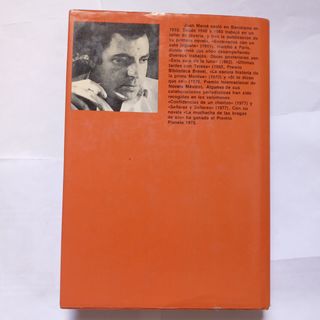 Juan Marsé nació en Barcelona en
1933. Desde 1946 a 1960 trabajó en un
taller de joyería, y tras la publicación de
su primera novela, «Encerrados con un
solo juguete» (1961), marchó a París,
donde vivió dos años desempeñando
diversos trabajos. Obras posteriores son
«Esta cara de la luna» (1962), «Últimas
tardes con Teresa» (1965, Premio
Biblioteca Breve), «La oscura historia de
la prima Montse» (1970) y «Si te dicen
que caí» (1973, Premio Internacional de
Novela México). Algunas de sus
colaboraciones periodísticas han sido
recogidas en los volúmenes
«Confidencias de un chorizo» (1977) y
«Señoras y señores» (1977). Con su
novela «La muchacha de las bragas de
oro» ha ganado el Premio
Planeta 1978.